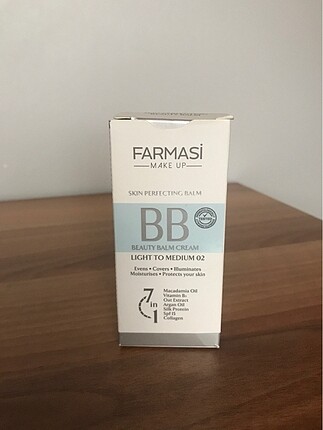 FARMASİ
MAKE UP
SKIN PERFECTING BALM
BB
BEAUTY BALM CREAM
LIGHT TO MEDIUM 02
Evens • Covers • Illuminates
Moisturises • Protects your skin
7 in 1
Macadamia Oil
Vitamin B₅
Oat Extract
Argan Oil
Silk Protein
Spf 15
Collagen